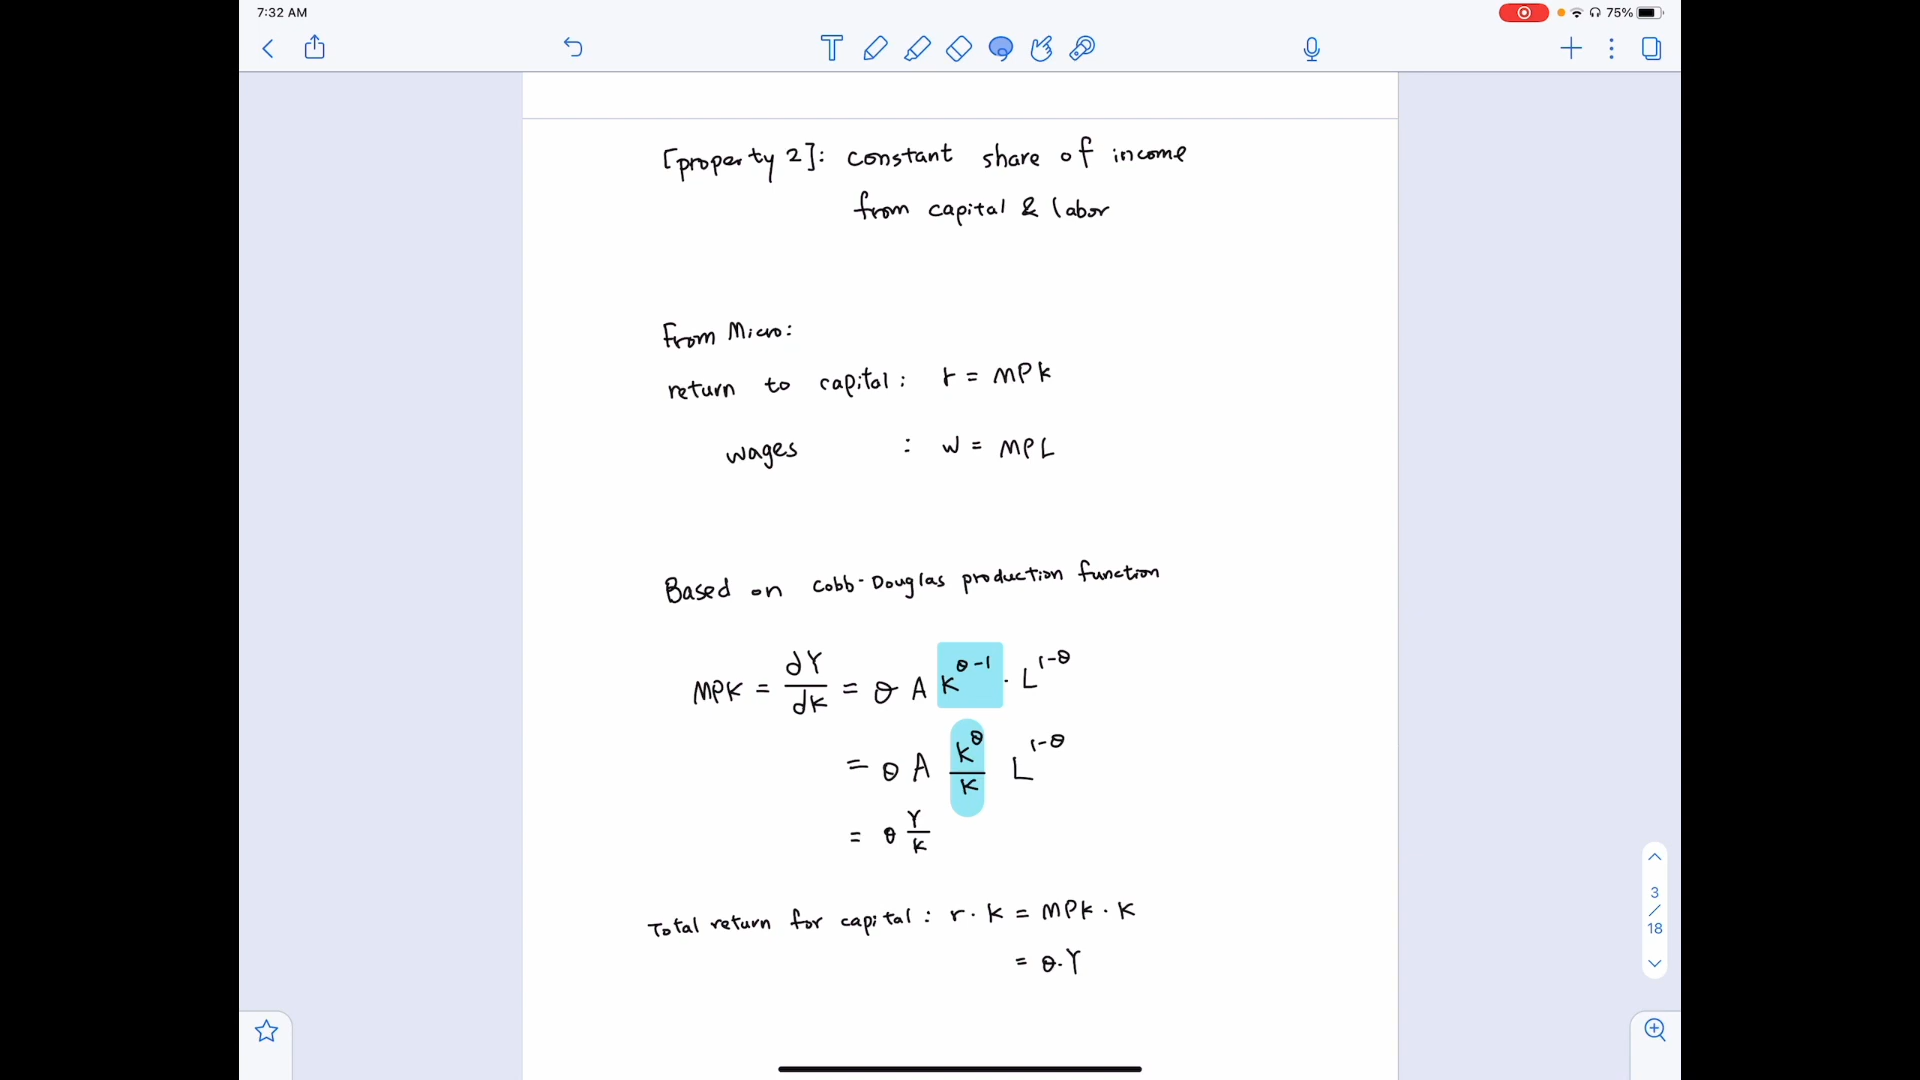 7:32 AM
75%
[property 2]: constant share of income
from capital & labor
From Micro:
return to capital: r = MPK
wages : w = MPL
Based on Cobb-Douglas production function
MPK = dY/dK = θ A K^θ-1 · L^1-θ
= θ A K^θ/K L^1-θ
= θ Y/K
Total return for capital: r · K = MPK · K
= θ·Y
3
/
18